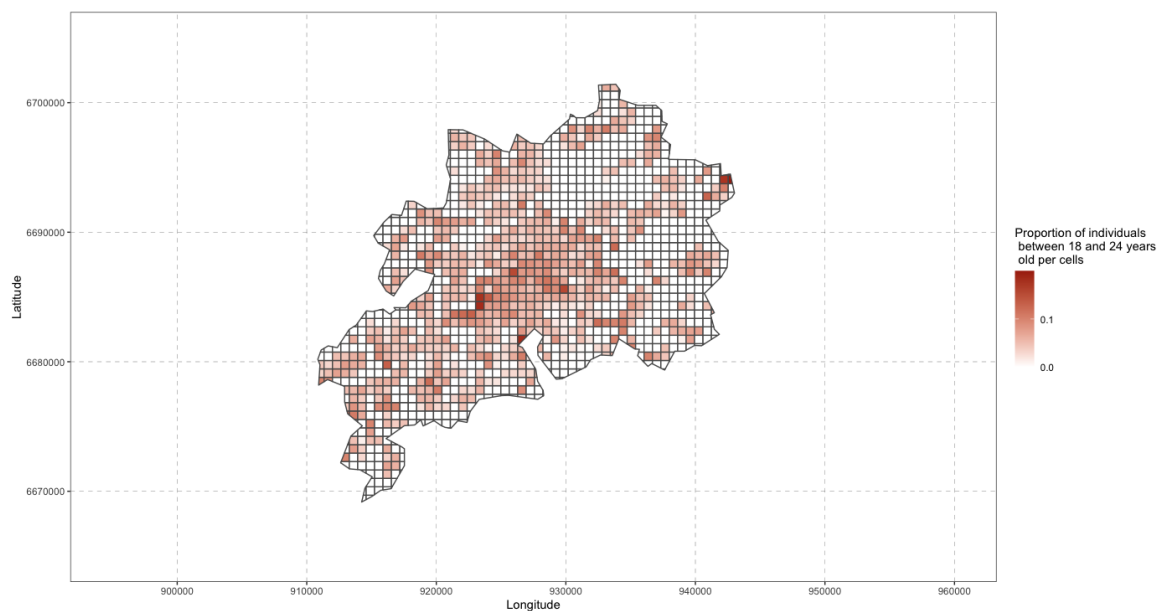 6700000
6690000
6680000
6670000
Latitude
900000 910000 920000 930000 940000 950000 960000
Longitude
Proportion of individuals
between 18 and 24 years
old per cells
0.1
0.0